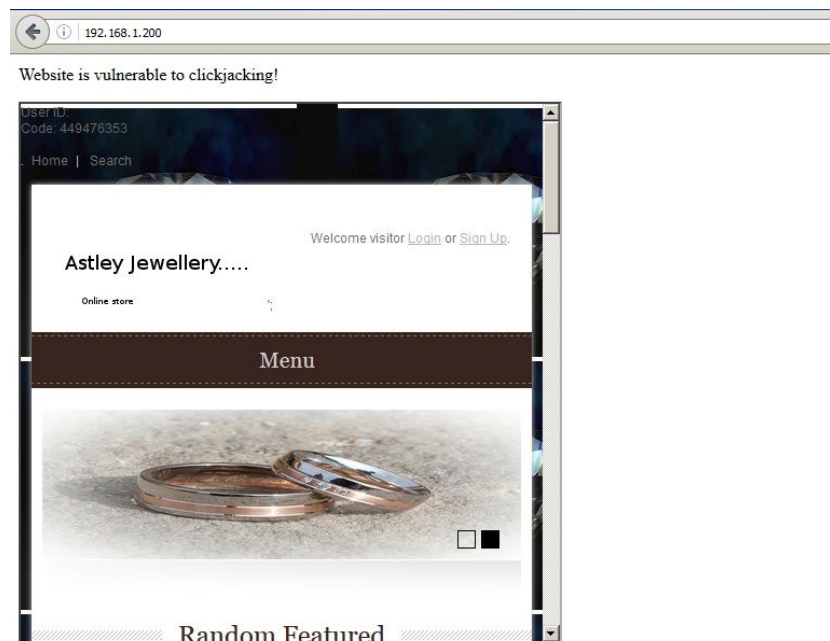 192.168.1.200
Website is vulnerable to clickjacking!
User ID:
Code: 449476353
. Home | Search
Welcome visitor Login or Sign Up.
Astley Jewellery.....
Online store
Menu
Random Featured